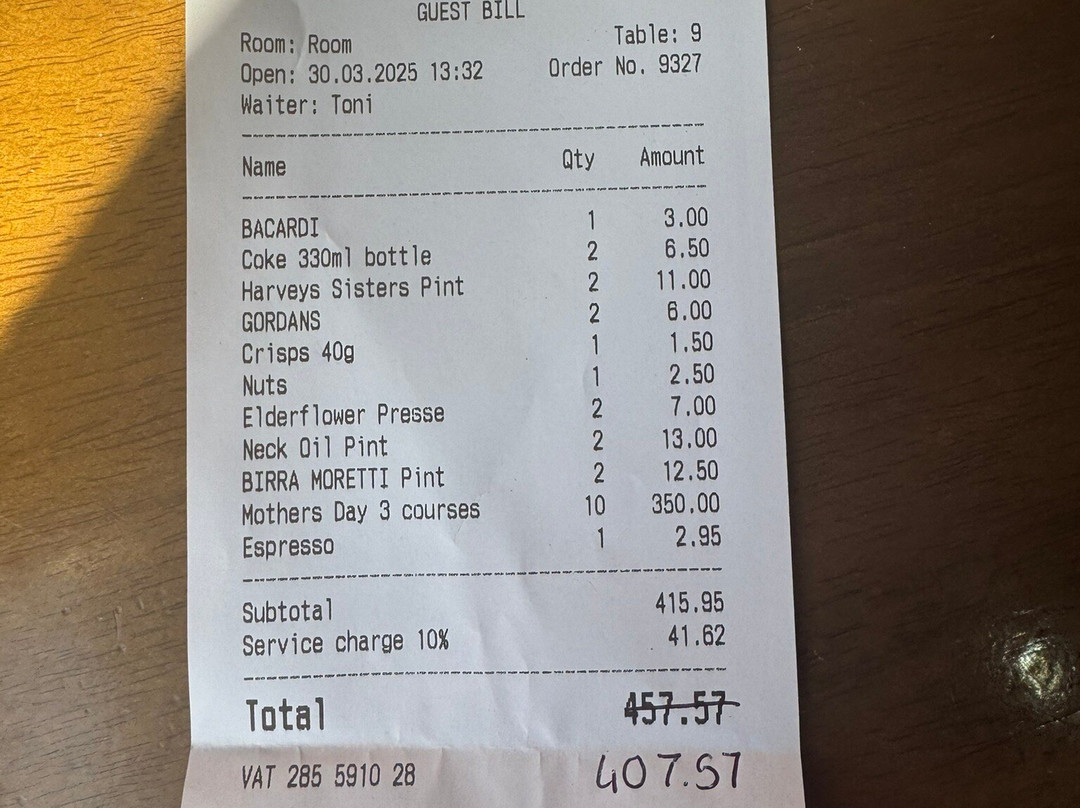 GUEST BILL
Room: Room Table: 9
Open: 30.03.2025 13:32 Order No. 9327
Waiter: Toni
Name Qty Amount
BACARDI 1 3.00
Coke 330ml bottle 2 6.50
Harveys Sisters Pint 2 11.00
GORDANS 2 6.00
Crisps 40g 1 1.50
Nuts 1 2.50
Elderflower Presse 2 7.00
Neck Oil Pint 2 13.00
BIRRA MORETTI Pint 2 12.50
Mothers Day 3 courses 10 350.00
Espresso 1 2.95
Subtotal 415.95
Service charge 10% 41.62
Total 457.57
VAT 285 5910 28 407.57